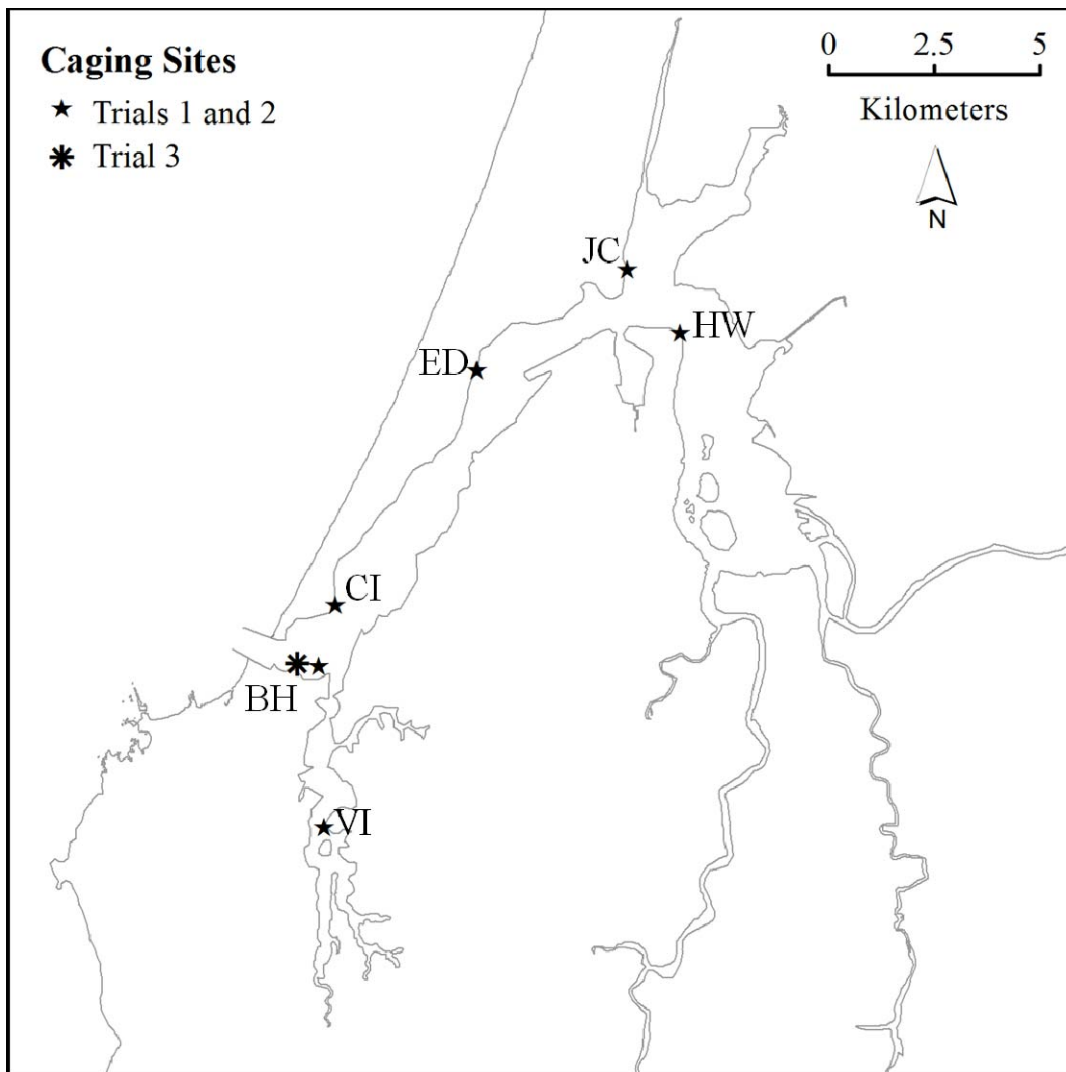 Caging Sites
Trials 1 and 2
Trial 3
0 2.5 5
Kilometers
N
JC
HW
ED
CI
BH
VI